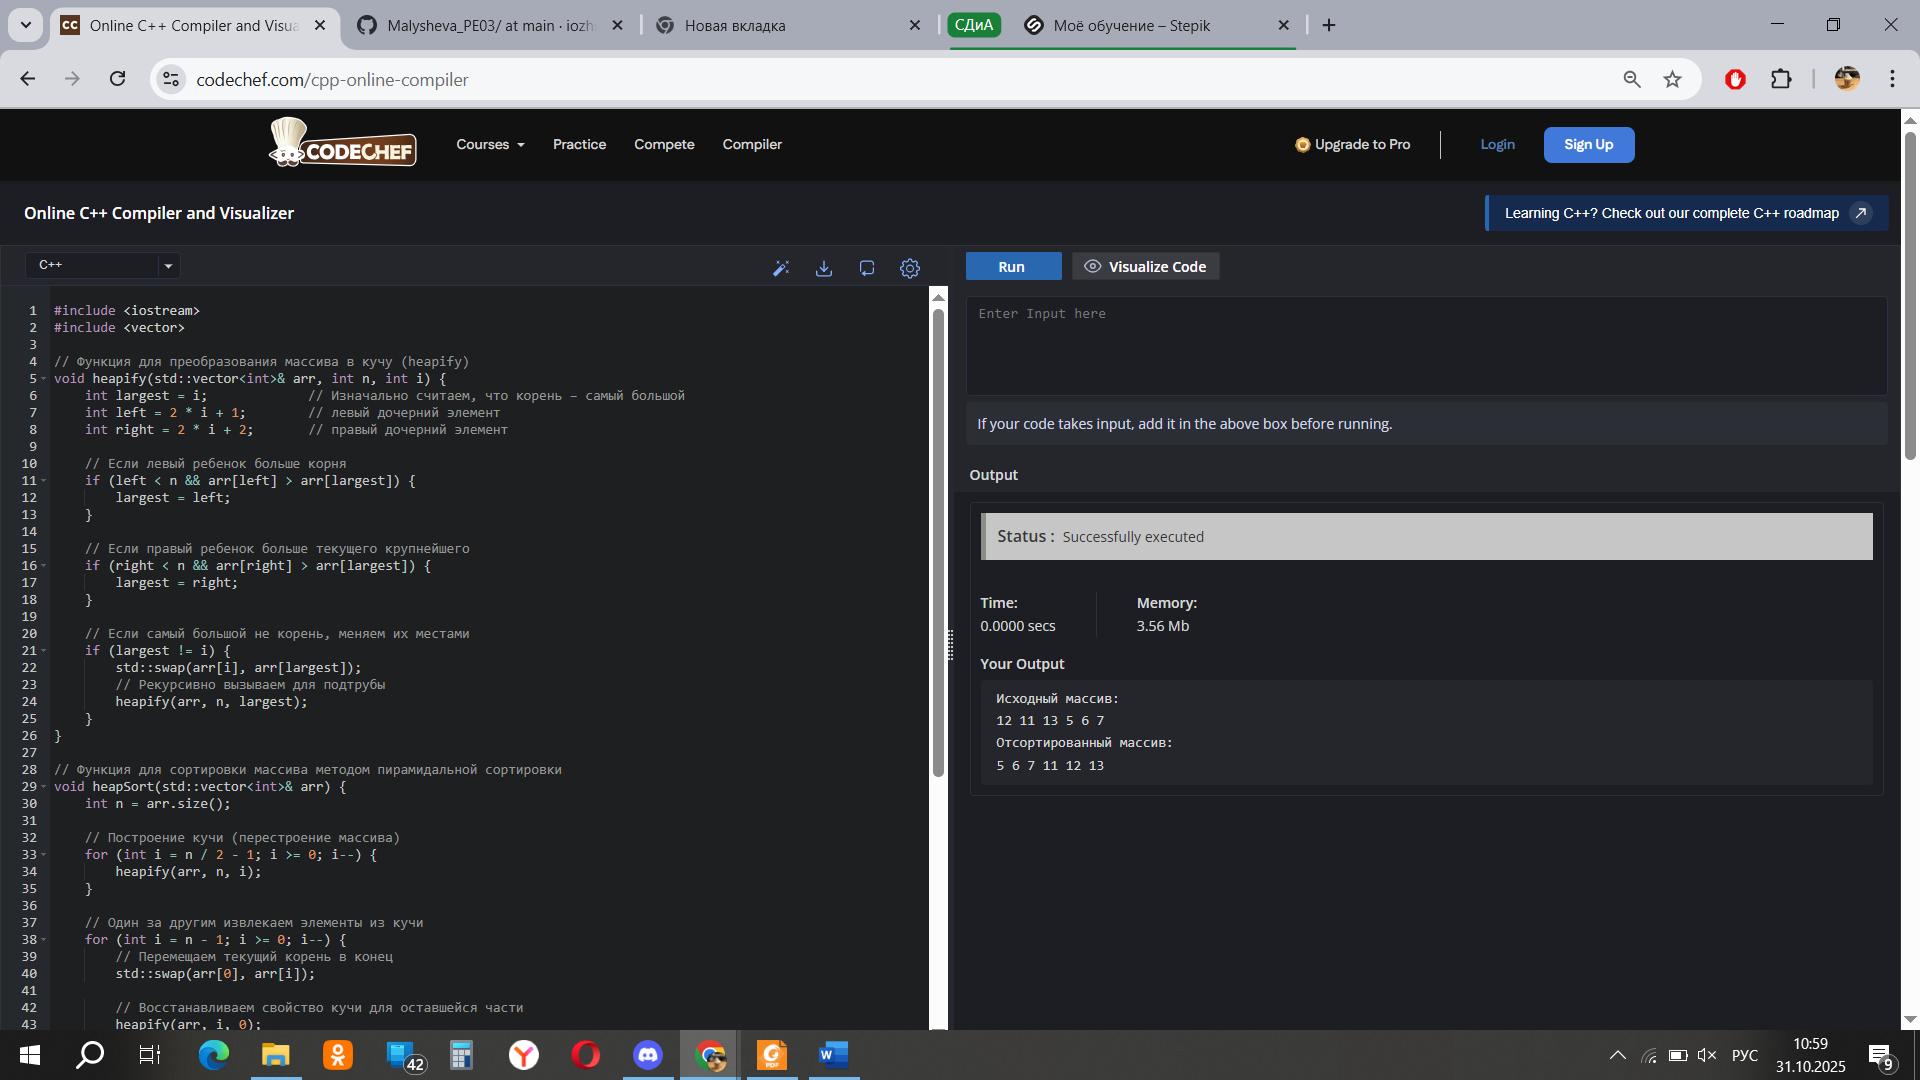 Online C++ Compiler and Visua
Malysheva_PE03/ at main · iozh
Новая вкладка
СДиА
Моё обучение – Stepik
codechef.com/cpp-online-compiler
CODECHEF
Courses
Practice
Compete
Compiler
Upgrade to Pro
Login
Sign Up
Online C++ Compiler and Visualizer
Learning C++? Check out our complete C++ roadmap
C++
Run
Visualize Code
1 #include <iostream>
2 #include <vector>
3
4 // Функция для преобразования массива в кучу (heapify)
5 void heapify(std::vector<int>& arr, int n, int i) {
6 int largest = i; // Изначально считаем, что корень – самый большой
7 int left = 2 * i + 1; // левый дочерний элемент
8 int right = 2 * i + 2; // правый дочерний элемент
9
10 // Если левый ребенок больше корня
11 if (left < n && arr[left] > arr[largest]) {
12 largest = left;
13 }
14
15 // Если правый ребенок больше текущего крупнейшего
16 if (right < n && arr[right] > arr[largest]) {
17 largest = right;
18 }
19
20 // Если самый большой не корень, меняем их местами
21 if (largest != i) {
22 std::swap(arr[i], arr[largest]);
23 // Рекурсивно вызываем для подтрубы
24 heapify(arr, n, largest);
25 }
26 }
27
28 // Функция для сортировки массива методом пирамидальной сортировки
29 void heapSort(std::vector<int>& arr) {
30 int n = arr.size();
31
32 // Построение кучи (перестроение массива)
33 for (int i = n / 2 - 1; i >= 0; i--) {
34 heapify(arr, n, i);
35 }
36
37 // Один за другим извлекаем элементы из кучи
38 for (int i = n - 1; i >= 0; i--) {
39 // Перемещаем текущий корень в конец
40 std::swap(arr[0], arr[i]);
41
42 // Восстанавливаем свойство кучи для оставшейся части
43 heapify(arr, i, 0);
Enter Input here
If your code takes input, add it in the above box before running.
Output
Status : Successfully executed
Time:
0.0000 secs
Memory:
3.56 Mb
Your Output
Исходный массив:
12 11 13 5 6 7
Отсортированный массив:
5 6 7 11 12 13
42
РУС
10:59
31.10.2025
9